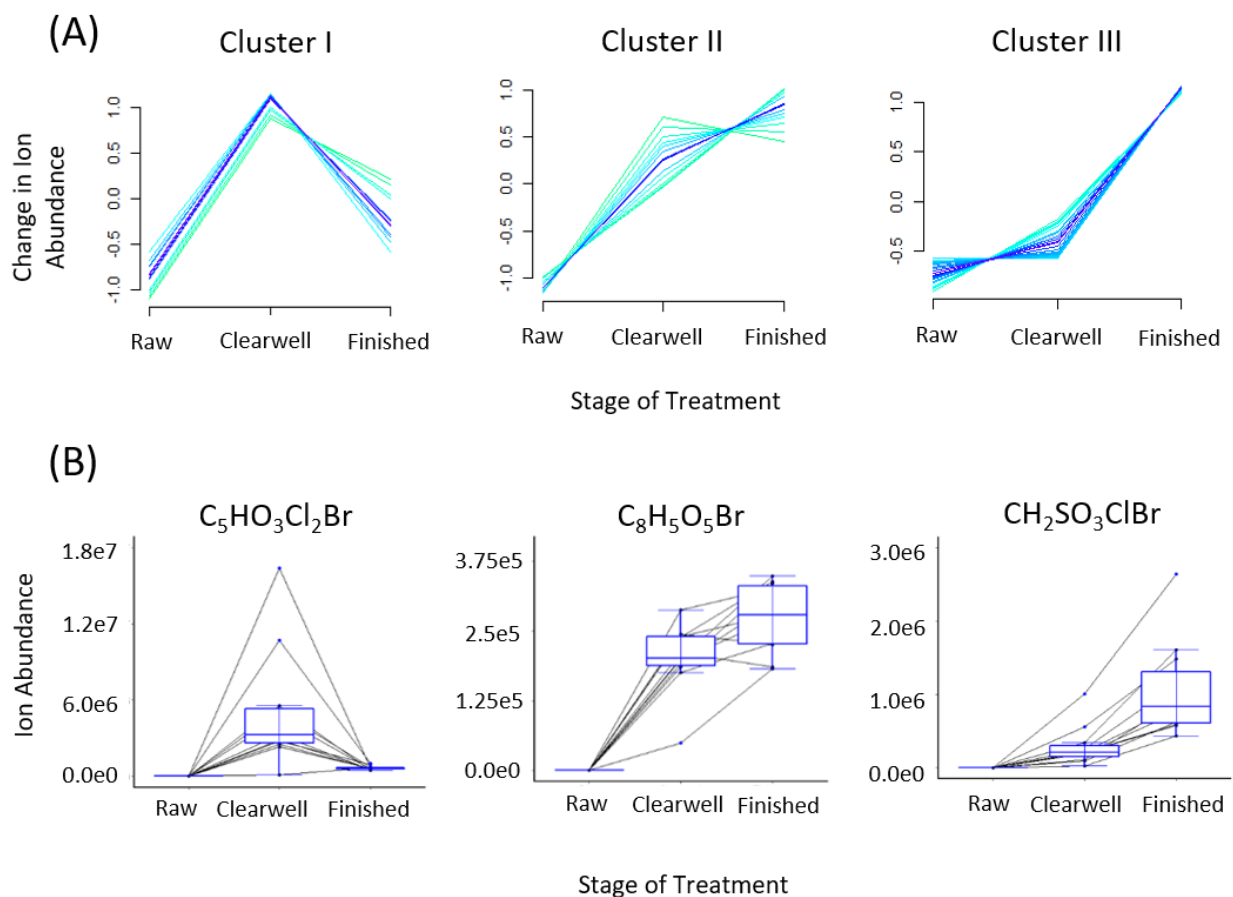 (A)
Cluster I
Cluster II
Cluster III
Change in Ion
Abundance
1.0
0.5
0.0
-0.5
-1.0
Raw
Clearwell
Finished
1.0
0.5
0.0
-0.5
-1.0
Raw
Clearwell
Finished
1.0
0.5
0.0
-0.5
Raw
Clearwell
Finished
Stage of Treatment
(B)
C₅HO₃Cl₂Br
C₈H₅O₅Br
CH₂SO₃ClBr
Ion Abundance
1.8e7
1.2e7
6.0e6
0.0e0
Raw
Clearwell
Finished
3.75e5
2.5e5
0.0e0
Raw
Clearwell
Finished
3.0e6
2.0e6
1.0e6
0.0e0
Raw
Clearwell
Finished
Stage of Treatment